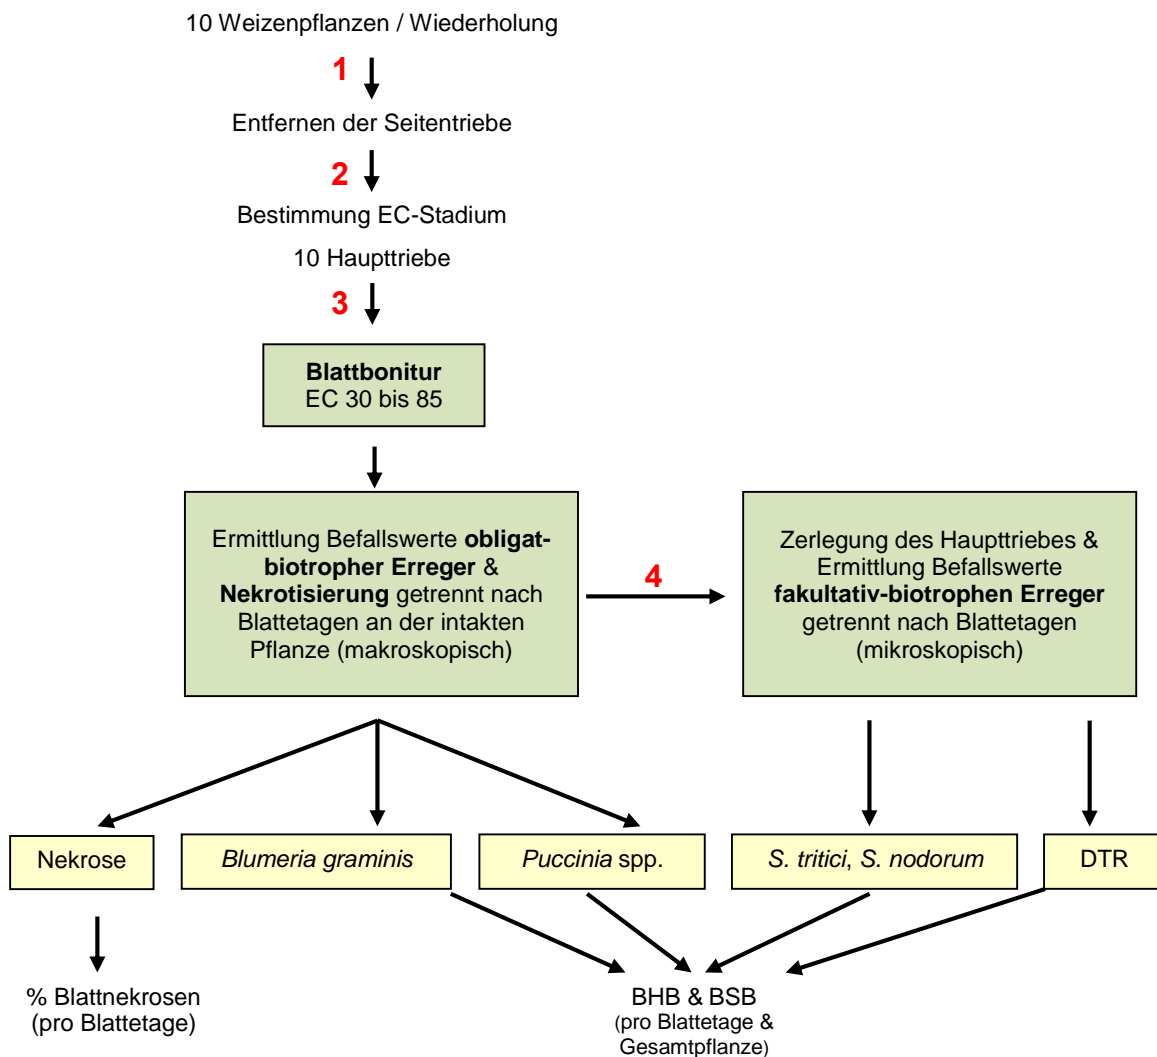 10 Weizenpflanzen / Wiederholung
1
Entfernen der Seitentriebe
2
Bestimmung EC-Stadium
10 Haupttriebe
3
Blattbonitur
EC 30 bis 85
Ermittlung Befallswerte obligat-
biotropher Erreger &
Nekrotisierung getrennt nach
Blattetagen an der intakten
Pflanze (makroskopisch)
4
Zerlegung des Haupttriebes &
Ermittlung Befallswerte
fakultativ-biotrophen Erreger
getrennt nach Blattetagen
(mikroskopisch)
Nekrose
Blumeria graminis
Puccinia spp.
S. tritici, S. nodorum
DTR
% Blattnekrosen
(pro Blattetage)
BHB & BSB
(pro Blattetage &
Gesamtpflanze)